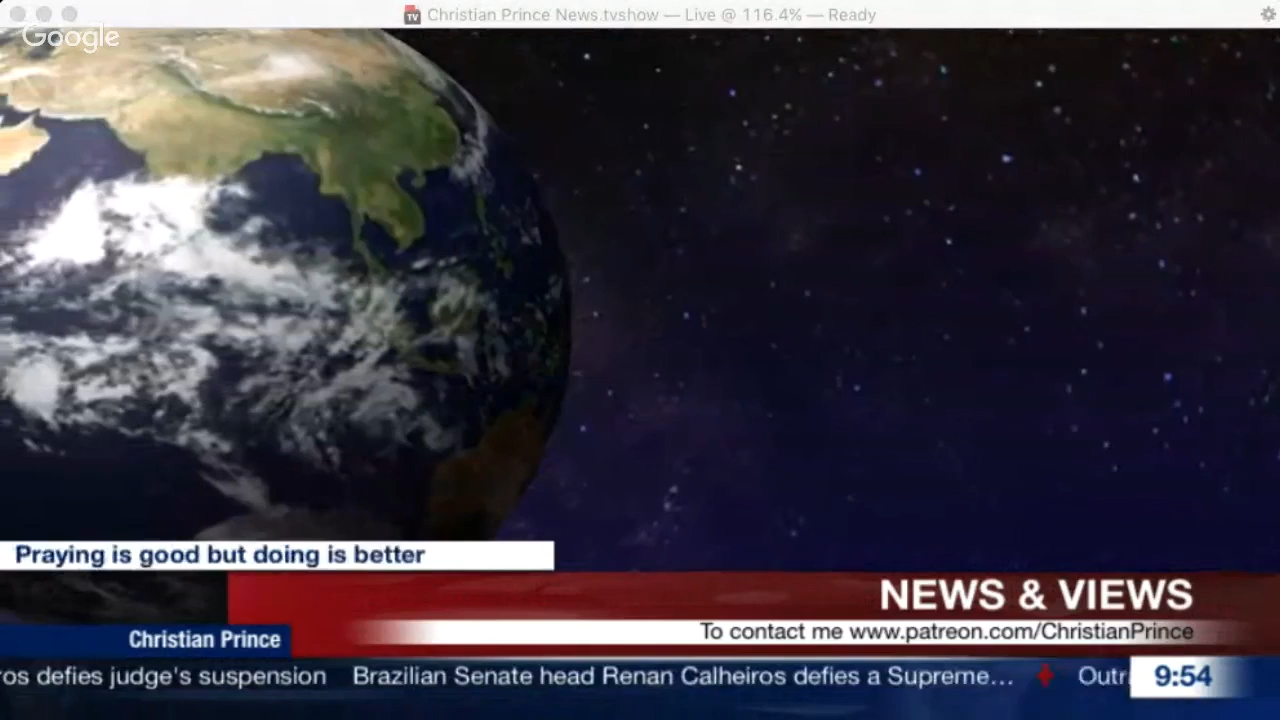 Christian Prince News.tvshow — Live @ 116.4% — Ready
Google
Praying is good but doing is better
NEWS & VIEWS
To contact me www.patreon.com/ChristianPrince
Christian Prince
ros defies judge's suspension Brazilian Senate head Renan Calheiros defies a Supreme... Outr
9:54